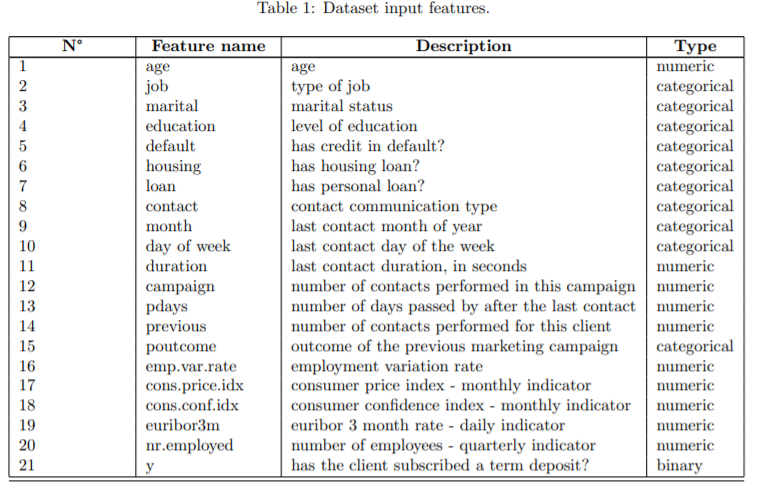 Table 1: Dataset input features.
N° Feature name Description Type
1 age age numeric
2 job type of job categorical
3 marital marital status categorical
4 education level of education categorical
5 default has credit in default? categorical
6 housing has housing loan? categorical
7 loan has personal loan? categorical
8 contact contact communication type categorical
9 month last contact month of year categorical
10 day of week last contact day of the week categorical
11 duration last contact duration, in seconds numeric
12 campaign number of contacts performed in this campaign numeric
13 pdays number of days passed by after the last contact numeric
14 previous number of contacts performed for this client numeric
15 poutcome outcome of the previous marketing campaign categorical
16 emp.var.rate employment variation rate numeric
17 cons.price.idx consumer price index - monthly indicator numeric
18 cons.conf.idx consumer confidence index - monthly indicator numeric
19 euribor3m euribor 3 month rate - daily indicator numeric
20 nr.employed number of employees - quarterly indicator numeric
21 y has the client subscribed a term deposit? binary